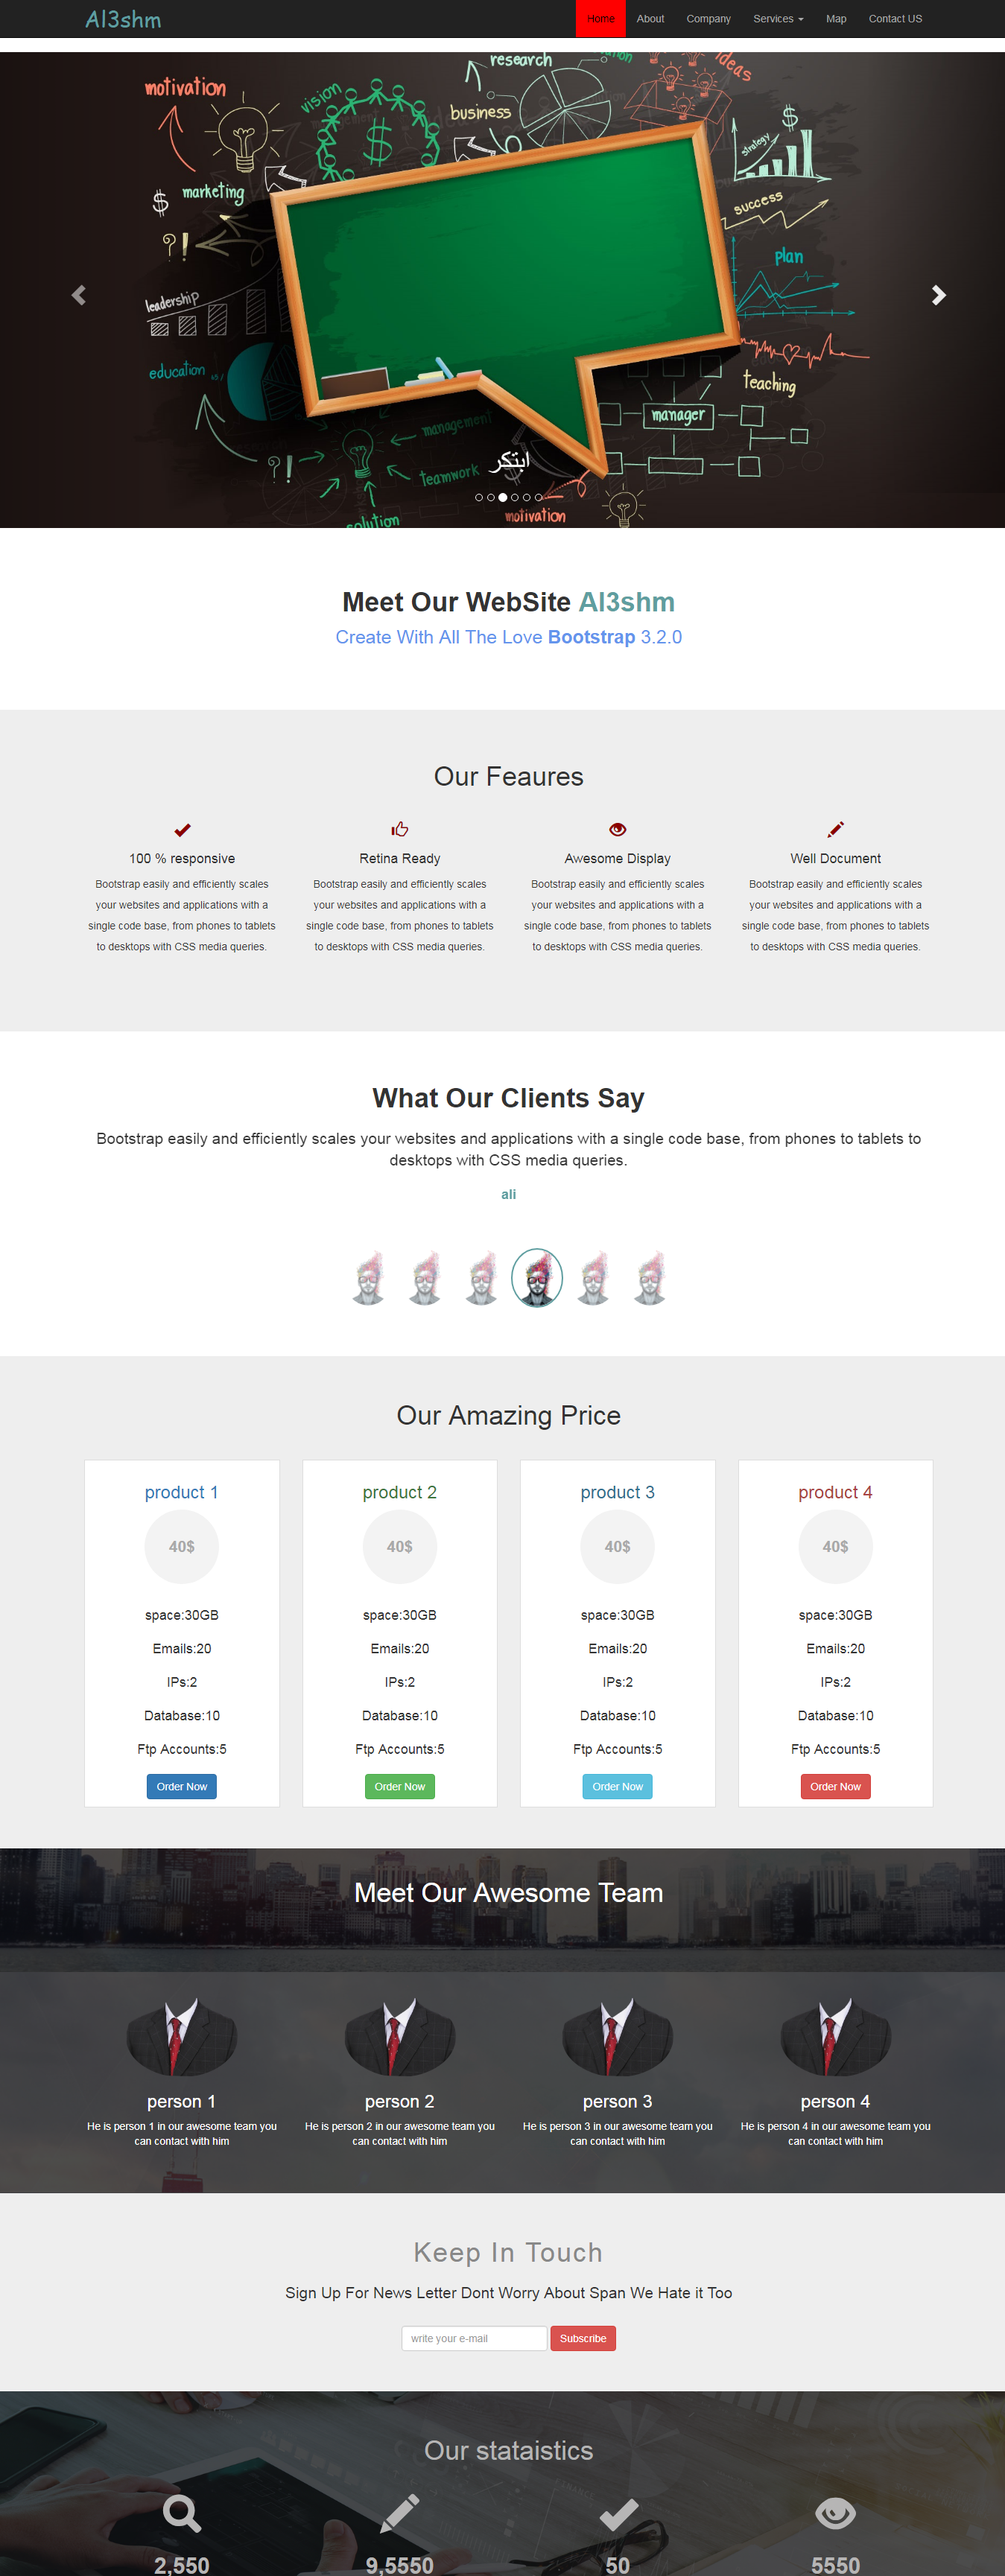 Al3shm
Home About Company Services Map Contact US
motivation
vision
research
business
ideas
strategy
marketing
success
plan
leadership
education
teaching
manager
management
teamwork
ابتكر
solution
motivation
Meet Our WebSite Al3shm
Create With All The Love Bootstrap 3.2.0
Our Feaures
100 % responsive
Bootstrap easily and efficiently scales
your websites and applications with a
single code base, from phones to tablets
to desktops with CSS media queries.
Retina Ready
Bootstrap easily and efficiently scales
your websites and applications with a
single code base, from phones to tablets
to desktops with CSS media queries.
Awesome Display
Bootstrap easily and efficiently scales
your websites and applications with a
single code base, from phones to tablets
to desktops with CSS media queries.
Well Document
Bootstrap easily and efficiently scales
your websites and applications with a
single code base, from phones to tablets
to desktops with CSS media queries.
What Our Clients Say
Bootstrap easily and efficiently scales your websites and applications with a single code base, from phones to tablets to
desktops with CSS media queries.
ali
Our Amazing Price
product 1
40$
space:30GB
Emails:20
IPs:2
Database:10
Ftp Accounts:5
Order Now
product 2
40$
space:30GB
Emails:20
IPs:2
Database:10
Ftp Accounts:5
Order Now
product 3
40$
space:30GB
Emails:20
IPs:2
Database:10
Ftp Accounts:5
Order Now
product 4
40$
space:30GB
Emails:20
IPs:2
Database:10
Ftp Accounts:5
Order Now
Meet Our Awesome Team
person 1
He is person 1 in our awesome team you
can contact with him
person 2
He is person 2 in our awesome team you
can contact with him
person 3
He is person 3 in our awesome team you
can contact with him
person 4
He is person 4 in our awesome team you
can contact with him
Keep In Touch
Sign Up For News Letter Dont Worry About Span We Hate it Too
write your e-mail
Subscribe
Our stataistics
2,550
9,5550
50
5550